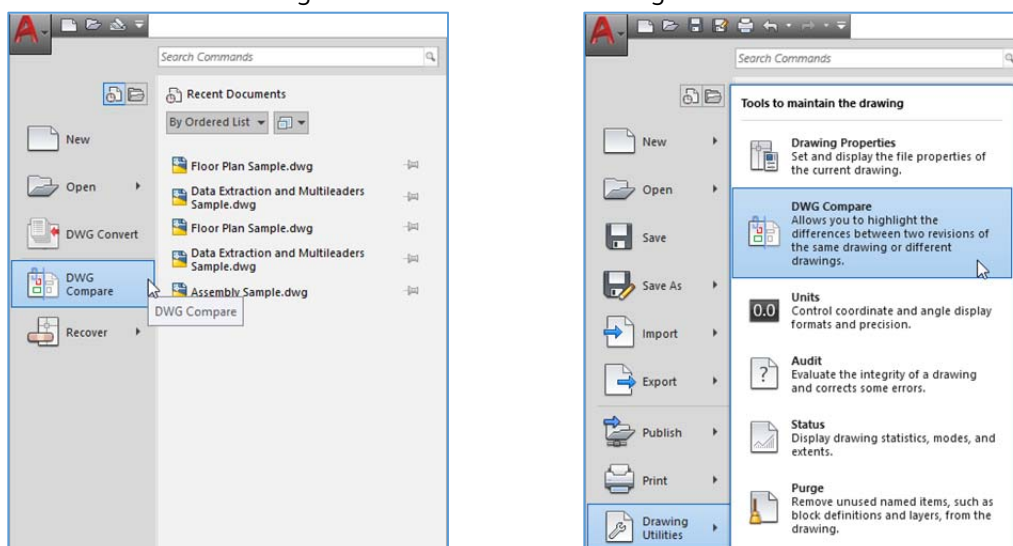 Search Commands
Recent Documents
By Ordered List
New
Open
DWG Convert
DWG
Compare
Recover
Floor Plan Sample.dwg
Data Extraction and Multileaders
Sample.dwg
Floor Plan Sample.dwg
Data Extraction and Multileaders
Sample.dwg
Assembly Sample.dwg
DWG Compare
Search Commands
New
Open
Save
Save As
Import
Export
Publish
Print
Drawing
Utilities
Tools to maintain the drawing
Drawing Properties
Set and display the file properties of
the current drawing.
DWG Compare
Allows you to highlight the
differences between two revisions of
the same drawing or different
drawings.
0.0
Units
Control coordinate and angle display
formats and precision.
Audit
Evaluate the integrity of a drawing
and corrects some errors.
Status
Display drawing statistics, modes, and
extents.
Purge
Remove unused named items, such as
block definitions and layers, from the
drawing.